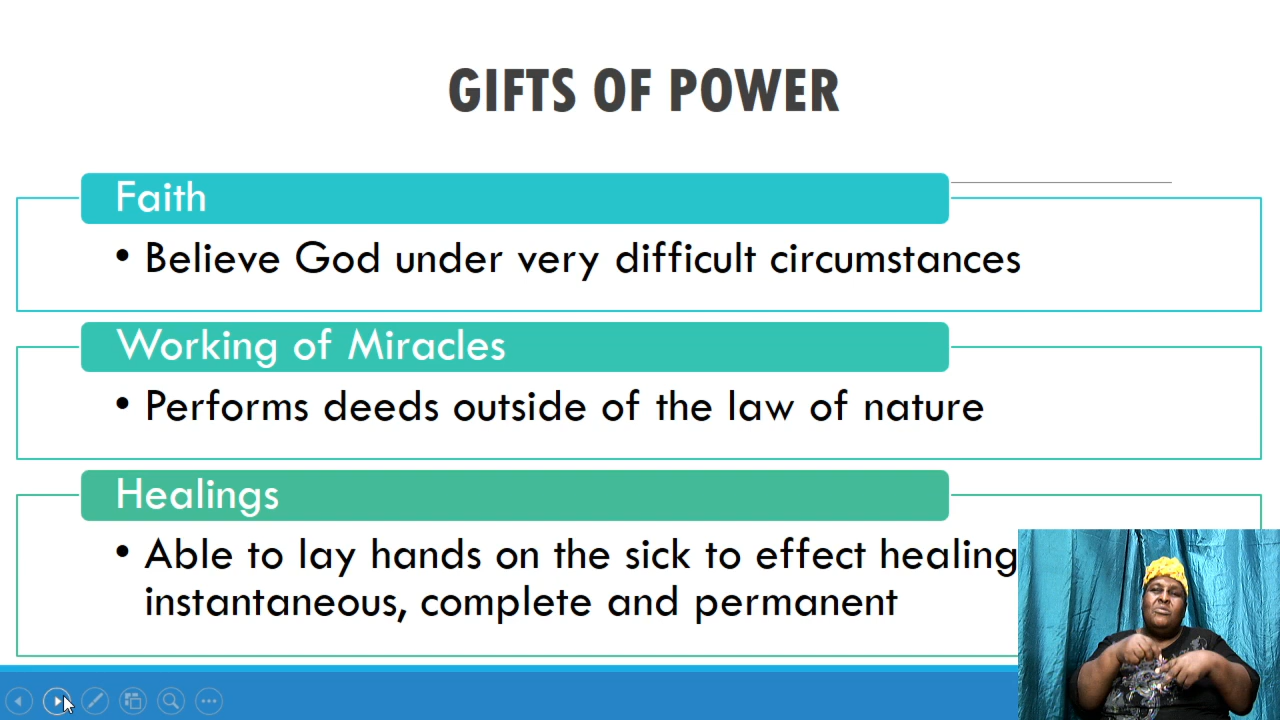 GIFTS OF POWER
Faith
• Believe God under very difficult circumstances
Working of Miracles
• Performs deeds outside of the law of nature
Healings
• Able to lay hands on the sick to effect healing
instantaneous, complete and permanent